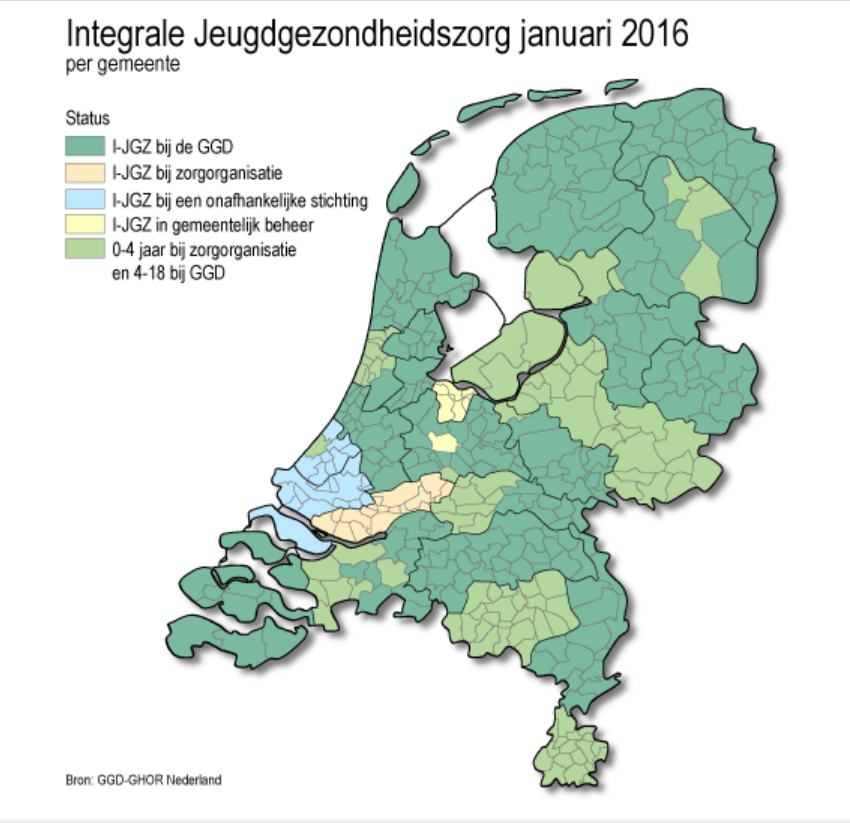 Integrale Jeugdgezondheidszorg januari 2016
per gemeente
Status
I-JGZ bij de GGD
I-JGZ bij zorgorganisatie
I-JGZ bij een onafhankelijke stichting
I-JGZ in gemeentelijk beheer
0-4 jaar bij zorgorganisatie
en 4-18 bij GGD
Bron: GGD-GHOR Nederland